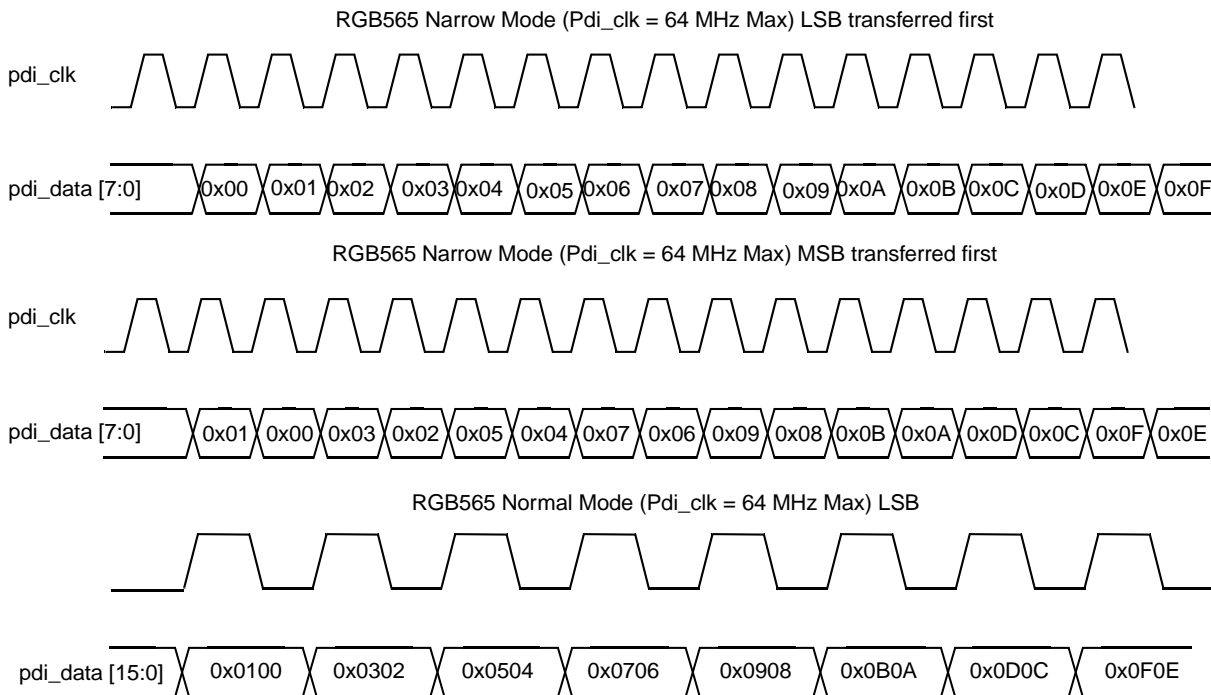 RGB565 Narrow Mode (Pdi_clk = 64 MHz Max) LSB transferred first
pdi_clk
pdi_data [7:0] 0x00 0x01 0x02 0x03 0x04 0x05 0x06 0x07 0x08 0x09 0x0A 0x0B 0x0C 0x0D 0x0E 0x0F
RGB565 Narrow Mode (Pdi_clk = 64 MHz Max) MSB transferred first
pdi_clk
pdi_data [7:0] 0x01 0x00 0x03 0x02 0x05 0x04 0x07 0x06 0x09 0x08 0x0B 0x0A 0x0D 0x0C 0x0F 0x0E
RGB565 Normal Mode (Pdi_clk = 64 MHz Max) LSB
pdi_data [15:0] 0x0100 0x0302 0x0504 0x0706 0x0908 0x0B0A 0x0D0C 0x0F0E